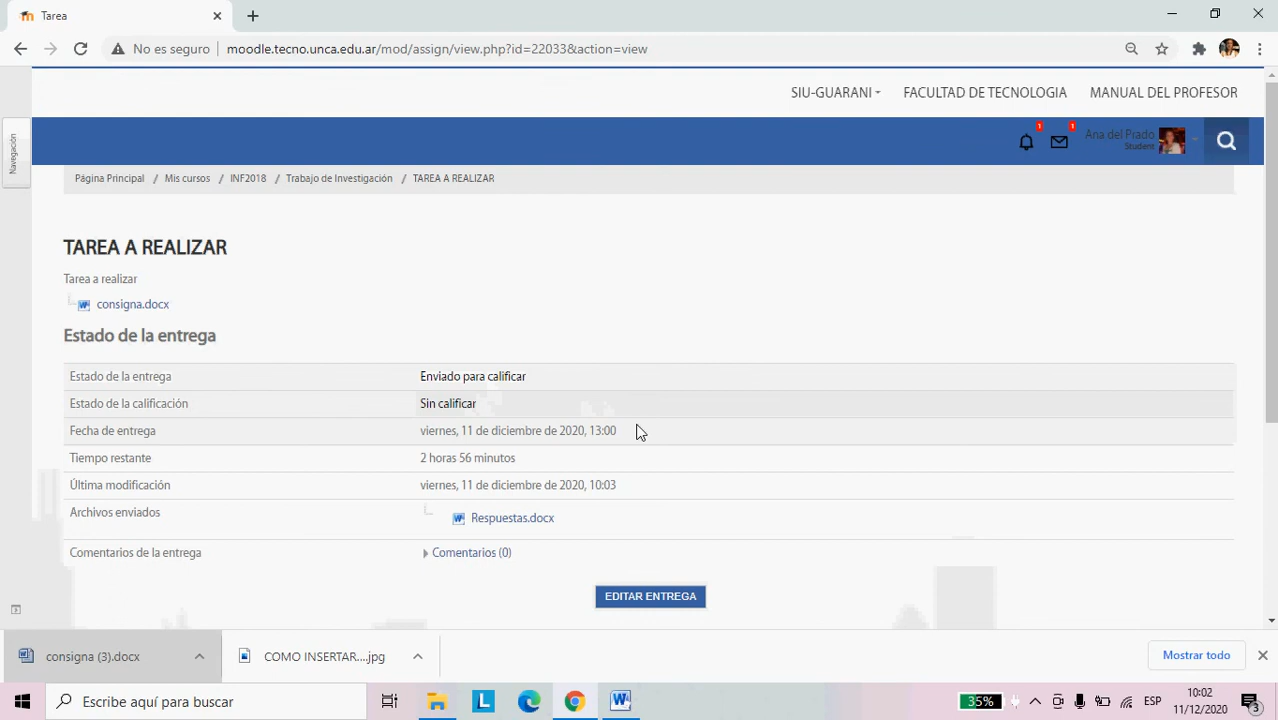 Tarea
No es seguro
moodle.tecno.unca.edu.ar/mod/assign/view.php?id=22033&action=view
SIU-GUARANI
FACULTAD DE TECNOLOGIA
MANUAL DEL PROFESOR
Navegación
1
1
Ana del Prado
Student
Página Principal / Mis cursos / INF2018 / Trabajo de Investigación / TAREA A REALIZAR
TAREA A REALIZAR
Tarea a realizar
consigna.docx
Estado de la entrega
Estado de la entrega Enviado para calificar
Estado de la calificación Sin calificar
Fecha de entrega viernes, 11 de diciembre de 2020, 13:00
Tiempo restante 2 horas 56 minutos
Última modificación viernes, 11 de diciembre de 2020, 10:03
Archivos enviados Respuestas.docx
Comentarios de la entrega Comentarios (0)
EDITAR ENTREGA
consigna (3).docx
COMO INSERTAR....jpg
Mostrar todo
Escribe aquí para buscar
35%
ESP
10:02
11/12/2020
3